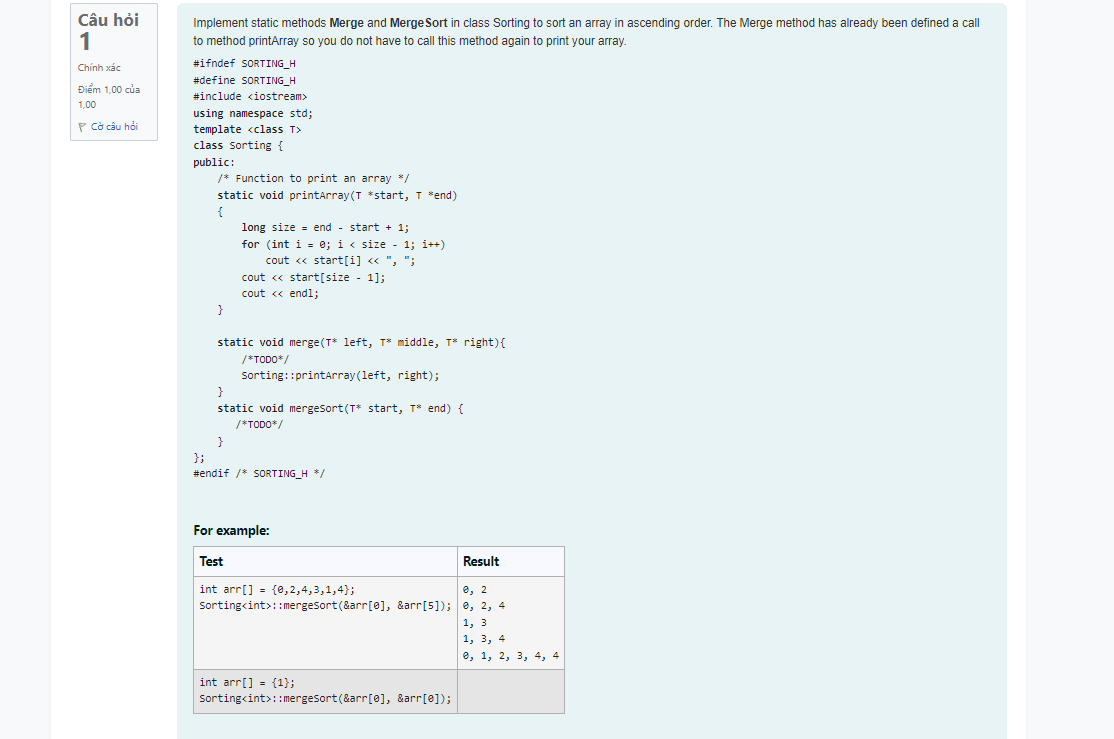 Câu hỏi
1
Chính xác
Điểm 1,00 của
1,00
Cờ câu hỏi
Implement static methods Merge and MergeSort in class Sorting to sort an array in ascending order. The Merge method has already been defined a call
to method printArray so you do not have to call this method again to print your array.
#ifndef SORTING_H
#define SORTING_H
#include <iostream>
using namespace std;
template <class T>
class Sorting {
public:
    /* Function to print an array */
    static void printArray(T *start, T *end)
    {
        long size = end - start + 1;
        for (int i = 0; i < size - 1; i++)
            cout << start[i] << ", ";
        cout << start[size - 1];
        cout << endl;
    }
    static void merge(T* left, T* middle, T* right){
        /*TODO*/
        Sorting::printArray(left, right);
    }
    static void mergeSort(T* start, T* end) {
       /*TODO*/
    }
};
#endif /* SORTING_H */
For example:
Test Result
int arr[] = {0,2,4,3,1,4}; 0, 2
Sorting<int>::mergeSort(&arr[0], &arr[5]); 0, 2, 4
1, 3
1, 3, 4
0, 1, 2, 3, 4, 4
int arr[] = {1};
Sorting<int>::mergeSort(&arr[0], &arr[0]);